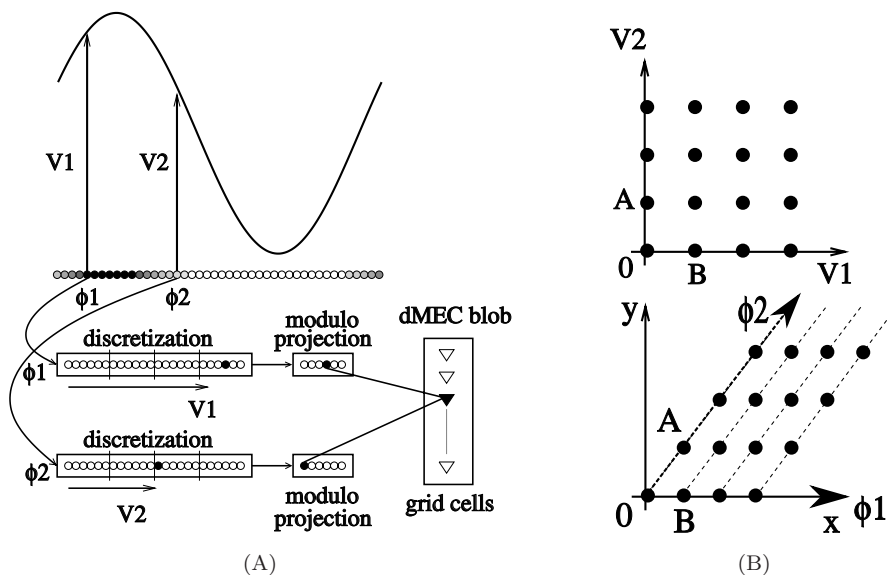 V1
V2
ϕ1
ϕ2
discretization
modulo
projection
dMEC blob
ϕ1
V1
discretization
ϕ2
V2
modulo
projection
grid cells
(A)
V2
A
0
B
V1
y
ϕ2
A
0
B
x
ϕ1
(B)